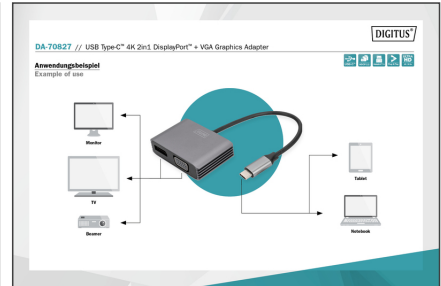 DIGITUS®
DA-70827 // USB Type-C™ 4K 2in1 DisplayPort™ + VGA Graphics Adapter
Anwendungsbeispiel
Example of use
Monitor
TV
Beamer
Tablet
Notebook